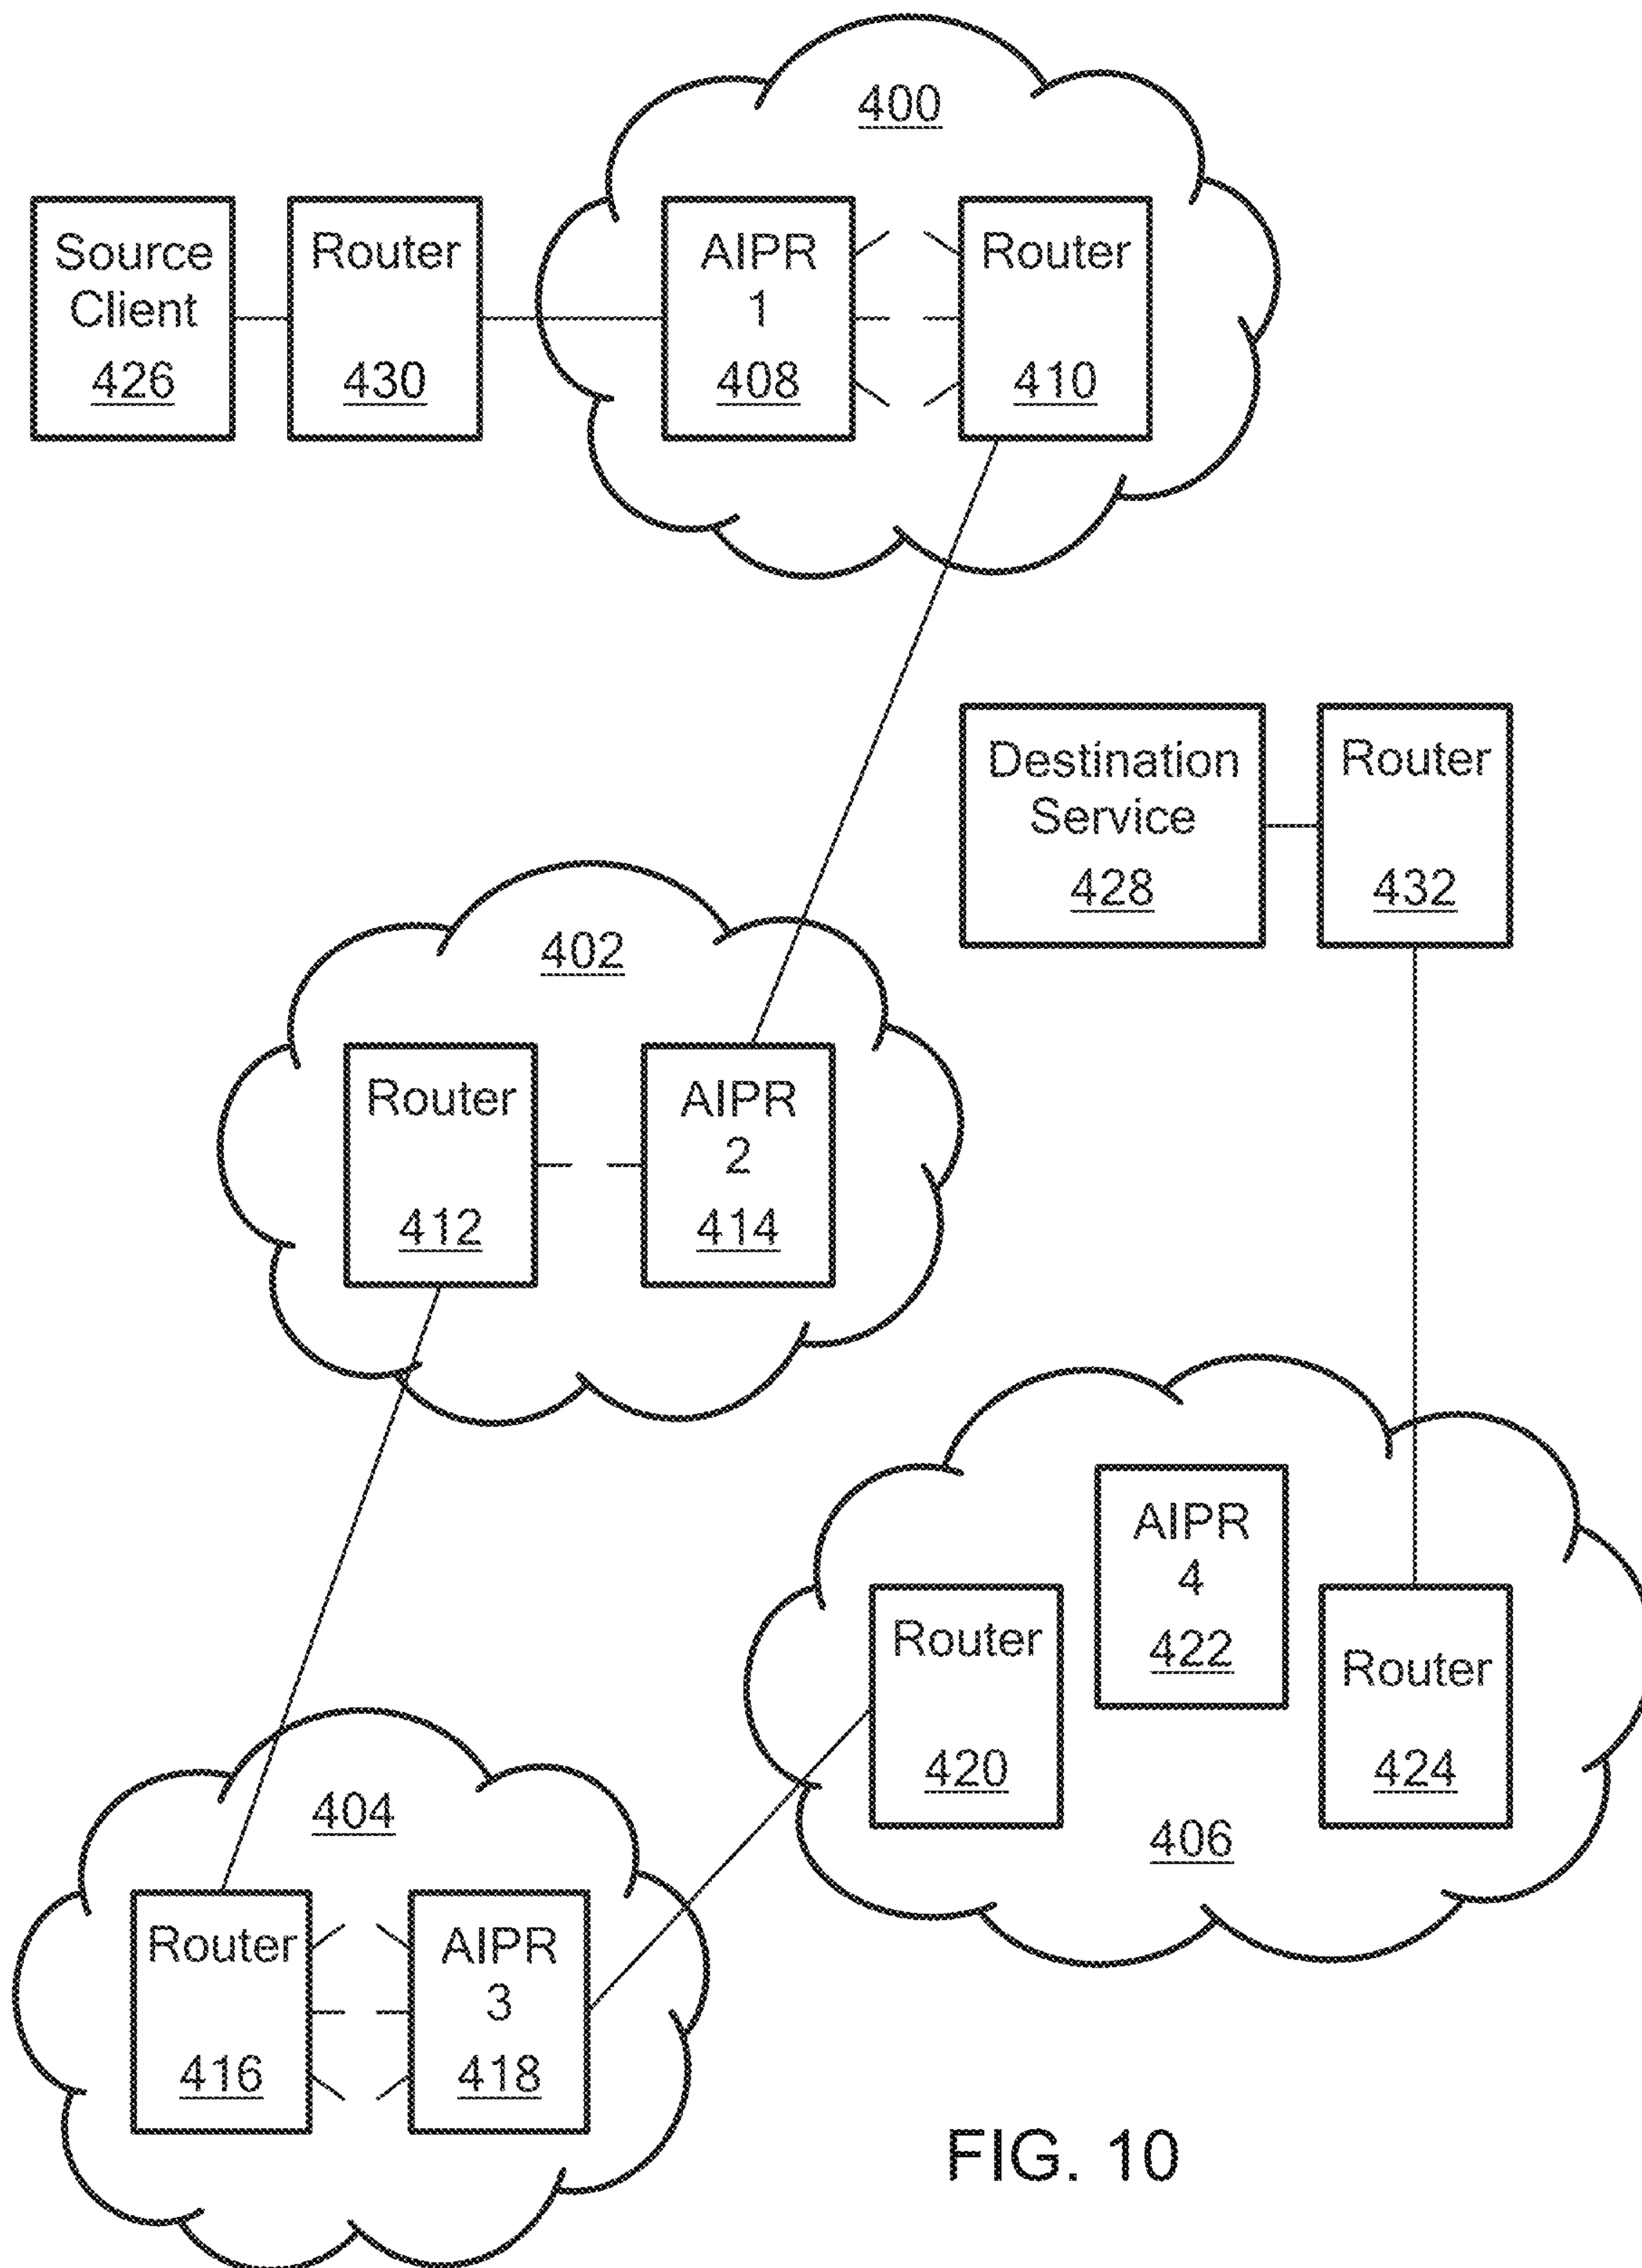 400
Source
Client
426
Router
430
AIPR
1
408
Router
410
Destination
Service
428
Router
432
402
Router
412
AIPR
2
414
AIPR
4
422
Router
420
Router
424
406
404
Router
416
AIPR
3
418
FIG. 10